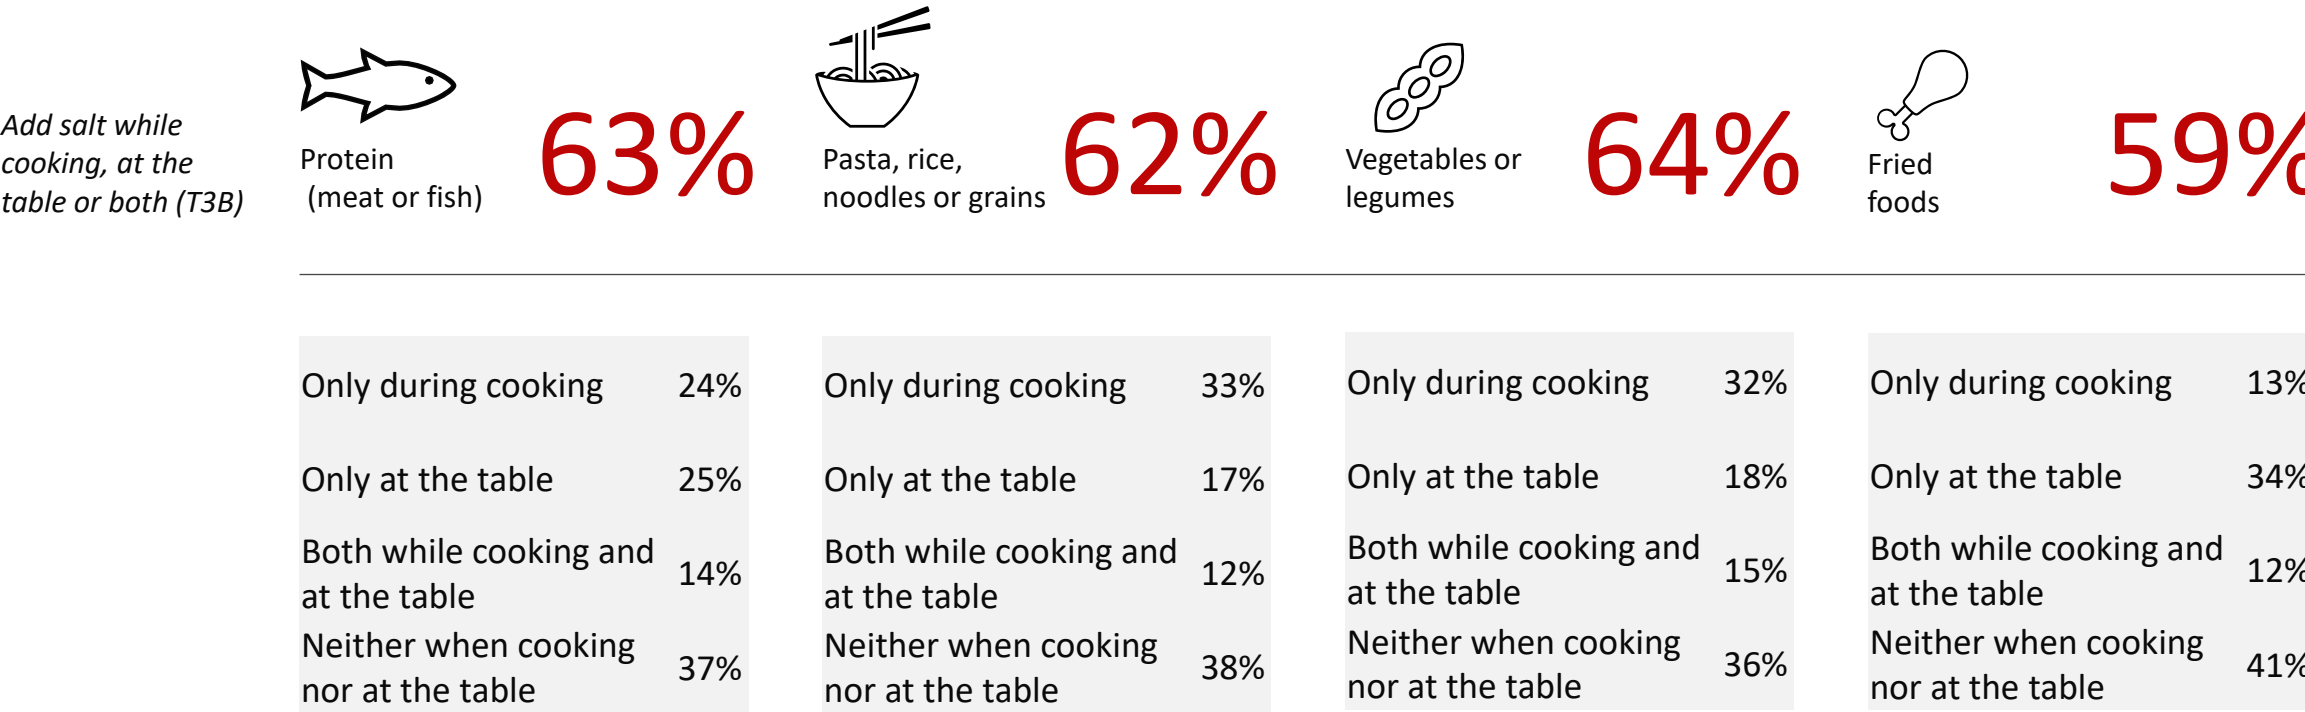 Add salt while
cooking, at the
table or both (T3B)
Protein
(meat or fish)
63%
Pasta, rice,
noodles or grains
62%
Vegetables or
legumes
64%
Fried
foods
59%
Only during cooking 24%
Only at the table 25%
Both while cooking and
at the table
14%
Neither when cooking
nor at the table
37%
Only during cooking 33%
Only at the table 17%
Both while cooking and
at the table
12%
Neither when cooking
nor at the table
38%
Only during cooking 32%
Only at the table 18%
Both while cooking and
at the table
15%
Neither when cooking
nor at the table
36%
Only during cooking 13%
Only at the table 34%
Both while cooking and
at the table
12%
Neither when cooking
nor at the table
41%